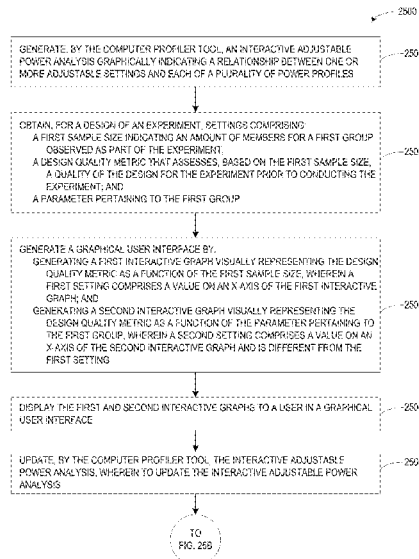 2500
GENERATE, BY THE COMPUTER PROFILER TOOL, AN INTERACTIVE ADJUSTABLE
POWER ANALYSIS GRAPHICALLY INDICATING A RELATIONSHIP BETWEEN ONE OR
MORE ADJUSTABLE SETTINGS AND EACH OF A PLURALITY OF POWER PROFILES
OBTAIN, FOR A DESIGN OF AN EXPERIMENT, SETTINGS COMPRISING:
A FIRST SAMPLE SIZE INDICATING AN AMOUNT OF MEMBERS FOR A FIRST GROUP
OBSERVED AS PART OF THE EXPERIMENT;
A DESIGN QUALITY METRIC THAT ASSESSES, BASED ON THE FIRST SAMPLE SIZE,
A QUALITY OF THE DESIGN FOR THE EXPERIMENT PRIOR TO CONDUCTING THE
EXPERIMENT; AND
A PARAMETER PERTAINING TO THE FIRST GROUP
GENERATE A GRAPHICAL USER INTERFACE BY:
GENERATING A FIRST INTERACTIVE GRAPH VISUALLY REPRESENTING THE DESIGN
QUALITY METRIC AS A FUNCTION OF THE FIRST SAMPLE SIZE, WHEREIN A
FIRST SETTING COMPRISES A VALUE ON AN X-AXIS OF THE FIRST INTERACTIVE
GRAPH; AND
GENERATING A SECOND INTERACTIVE GRAPH VISUALLY REPRESENTING THE
DESIGN QUALITY METRIC AS A FUNCTION OF THE PARAMETER PERTAINING TO
THE FIRST GROUP, WHEREIN A SECOND SETTING COMPRISES A VALUE ON AN
X-AXIS OF THE SECOND INTERACTIVE GRAPH AND IS DIFFERENT FROM THE
FIRST SETTING
DISPLAY THE FIRST AND SECOND INTERACTIVE GRAPHS TO A USER IN A GRAPHICAL
USER INTERFACE
UPDATE, BY THE COMPUTER PROFILER TOOL, THE INTERACTIVE ADJUSTABLE
POWER ANALYSIS, WHEREIN TO UPDATE THE INTERACTIVE ADJUSTABLE POWER
ANALYSIS
TO
FIG. 25B